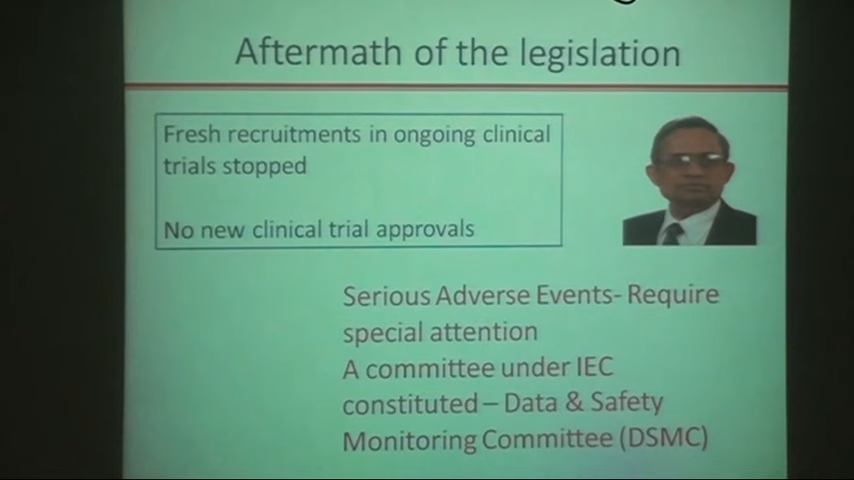 Aftermath of the legislation
Fresh recruitments in ongoing clinical
trials stopped
No new clinical trial approvals
Serious Adverse Events- Require
special attention
A committee under IEC
constituted – Data & Safety
Monitoring Committee (DSMC)